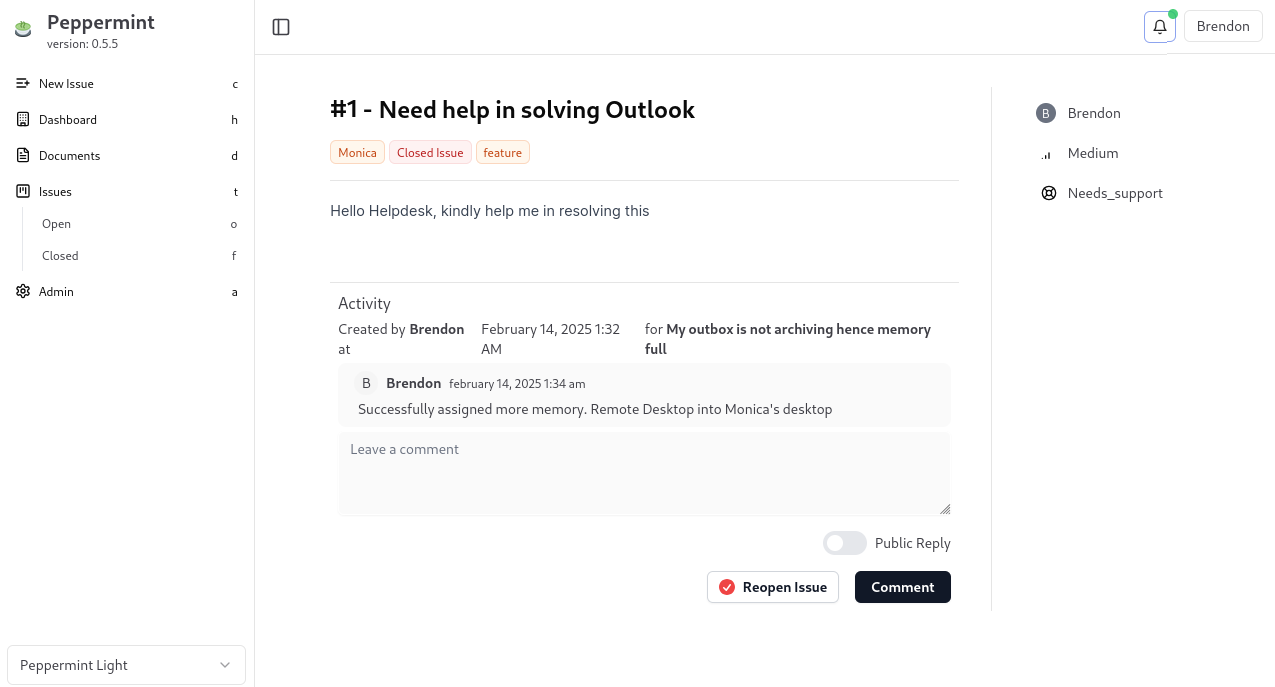 Peppermint
version: 0.5.5
New Issue c
Dashboard h
Documents d
Issues t
Open o
Closed f
Admin a
Peppermint Light
Brendon
#1 - Need help in solving Outlook
Monica Closed Issue feature
Hello Helpdesk, kindly help me in resolving this
Activity
Created by Brendon at February 14, 2025 1:32 AM for My outbox is not archiving hence memory full
B Brendon february 14, 2025 1:34 am
Successfully assigned more memory. Remote Desktop into Monica's desktop
Leave a comment
Public Reply
Reopen Issue Comment
B Brendon
Medium
Needs_support